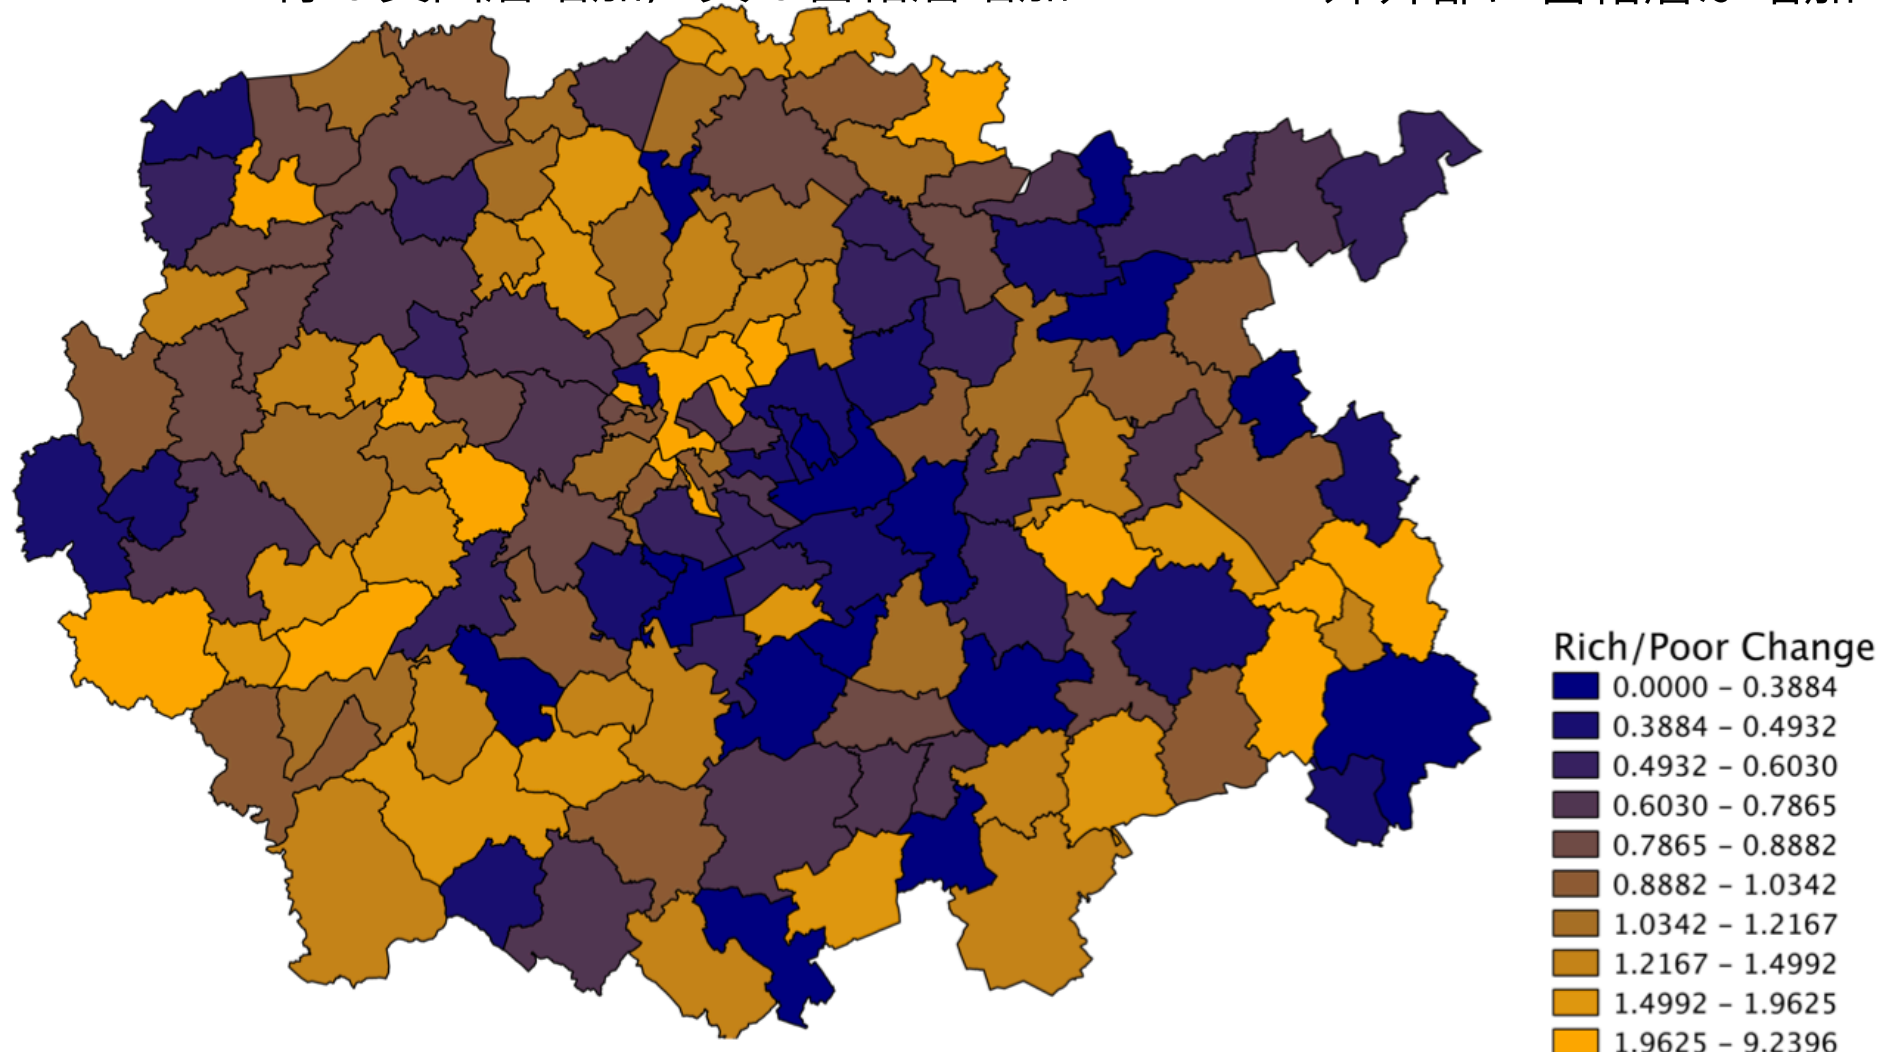 Rich/Poor Change
0.0000 – 0.3884
0.3884 – 0.4932
0.4932 – 0.6030
0.6030 – 0.7865
0.7865 – 0.8882
0.8882 – 1.0342
1.0342 – 1.2167
1.2167 – 1.4992
1.4992 – 1.9625
1.9625 – 9.2396